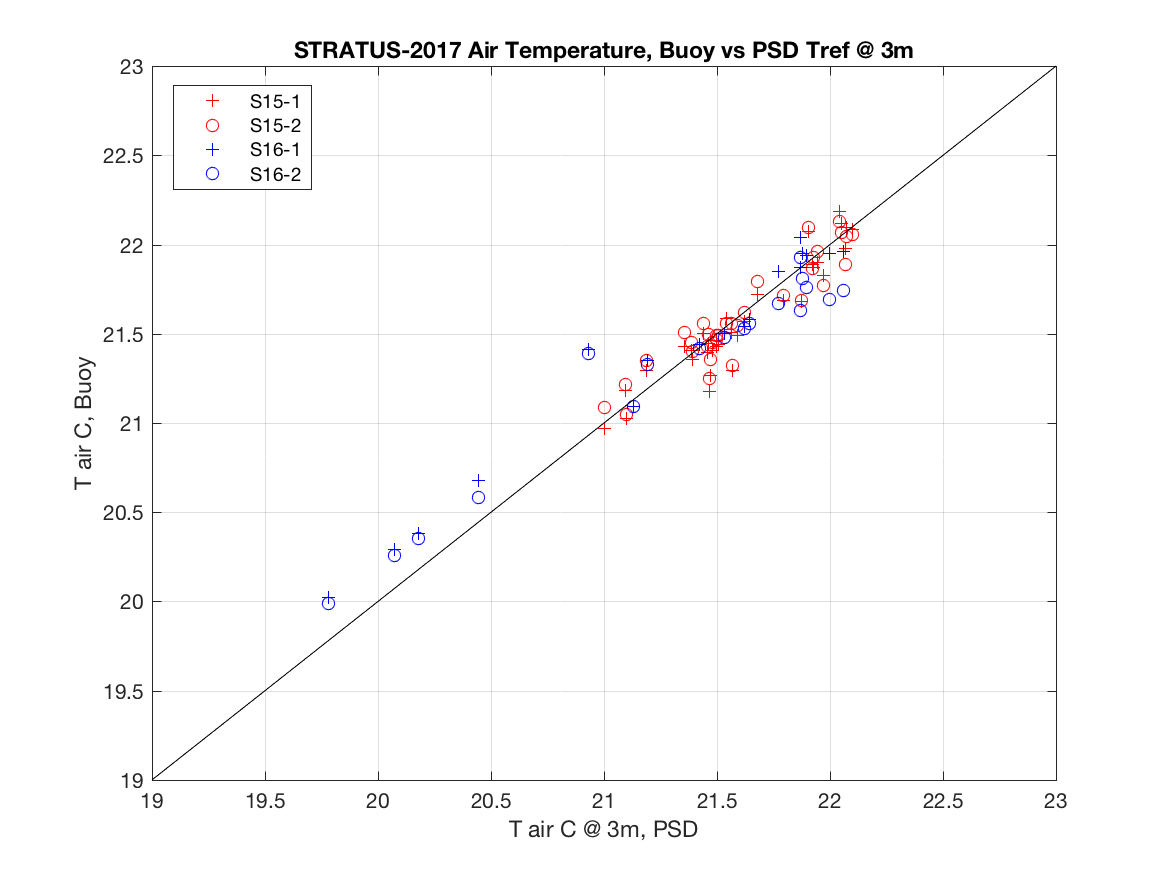 STRATUS-2017 Air Temperature, Buoy vs PSD Tref @ 3m
23
22.5
22
21.5
21
20.5
20
19.5
19
T air C, Buoy
S15-1
S15-2
S16-1
S16-2
19 19.5 20 20.5 21 21.5 22 22.5 23
T air C @ 3m, PSD